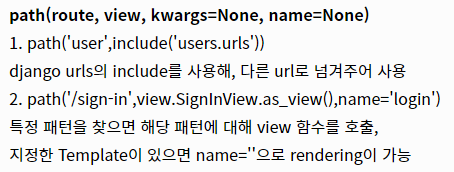 path(route, view, kwargs=None, name=None)
1. path('user',include('users.urls'))
django urls의 include를 사용해, 다른 url로 넘겨주어 사용
2. path('/sign-in',view.SignInView.as_view(),name='login')
특정 패턴을 찾으면 해당 패턴에 대해 view 함수를 호출,
지정한 Template이 있으면 name=''으로 rendering이 가능